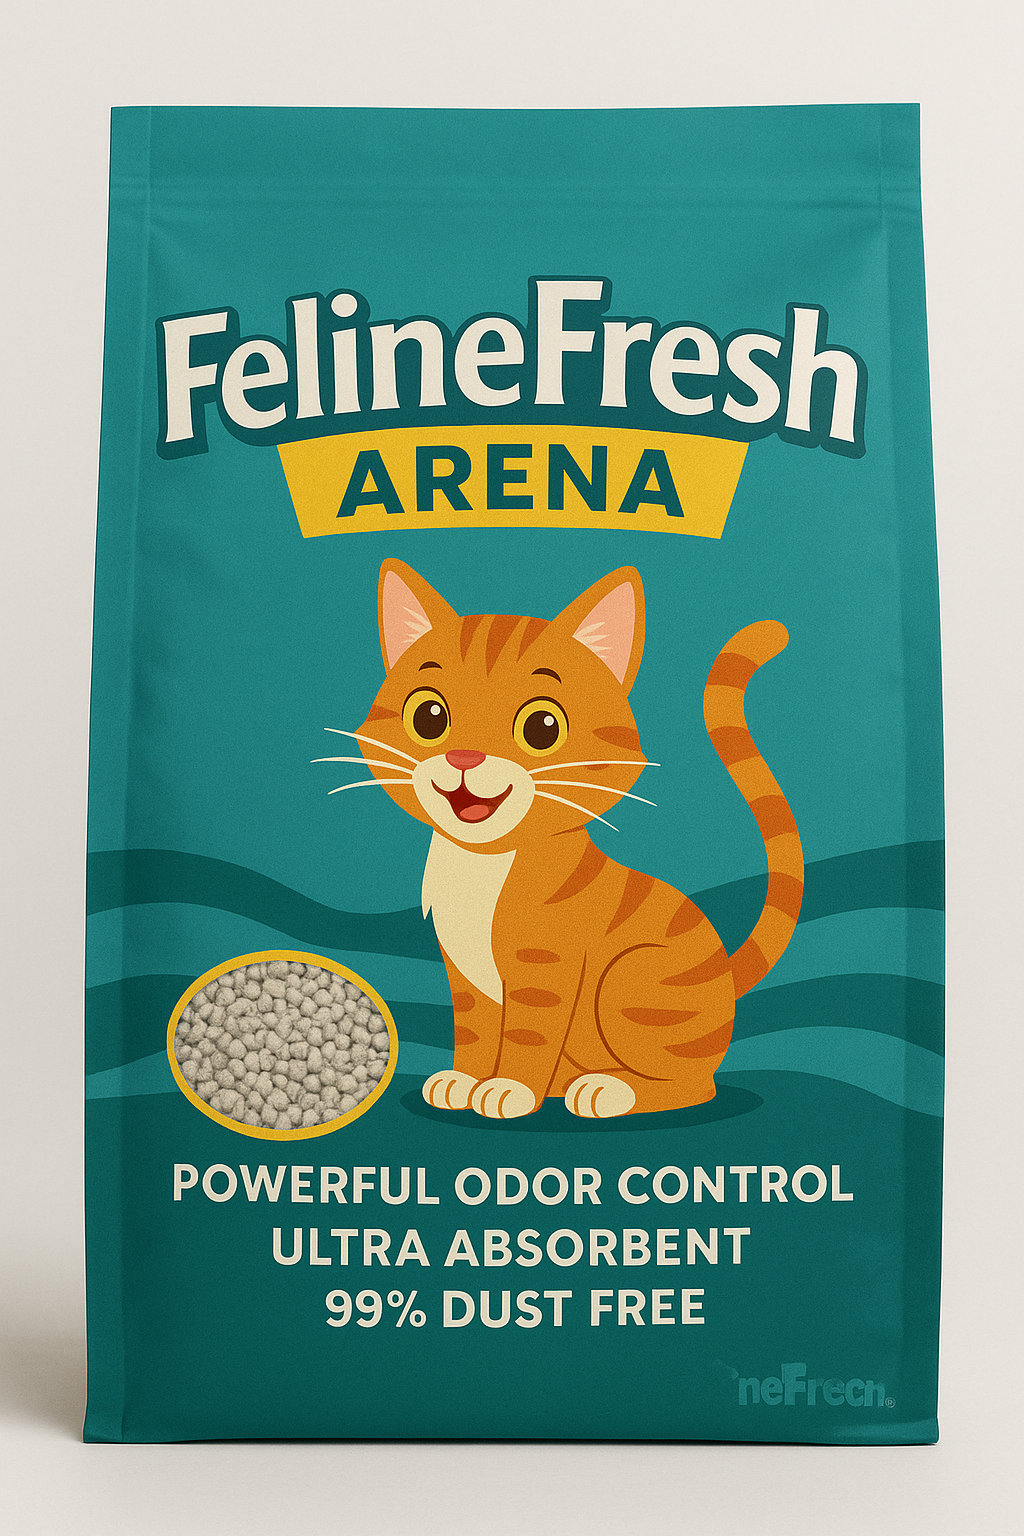 FelineFresh
ARENA
POWERFUL ODOR CONTROL
ULTRA ABSORBENT
99% DUST FREE